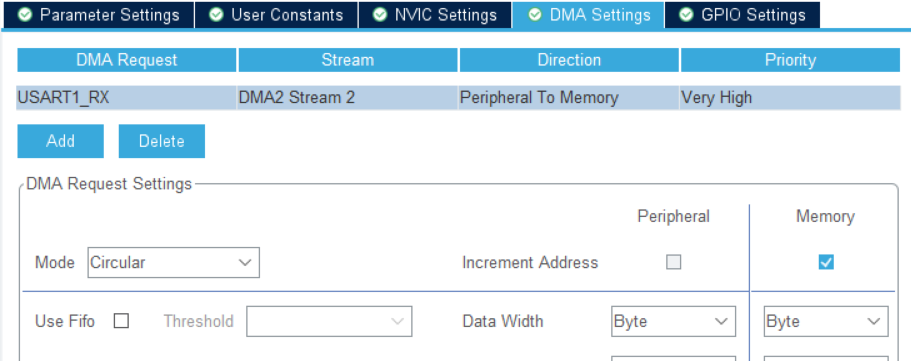 Parameter Settings User Constants NVIC Settings DMA Settings GPIO Settings
DMA Request Stream Direction Priority
USART1_RX DMA2 Stream 2 Peripheral To Memory Very High
Add Delete
DMA Request Settings
Peripheral Memory
Mode Circular Increment Address
Use Fifo Threshold Data Width Byte Byte